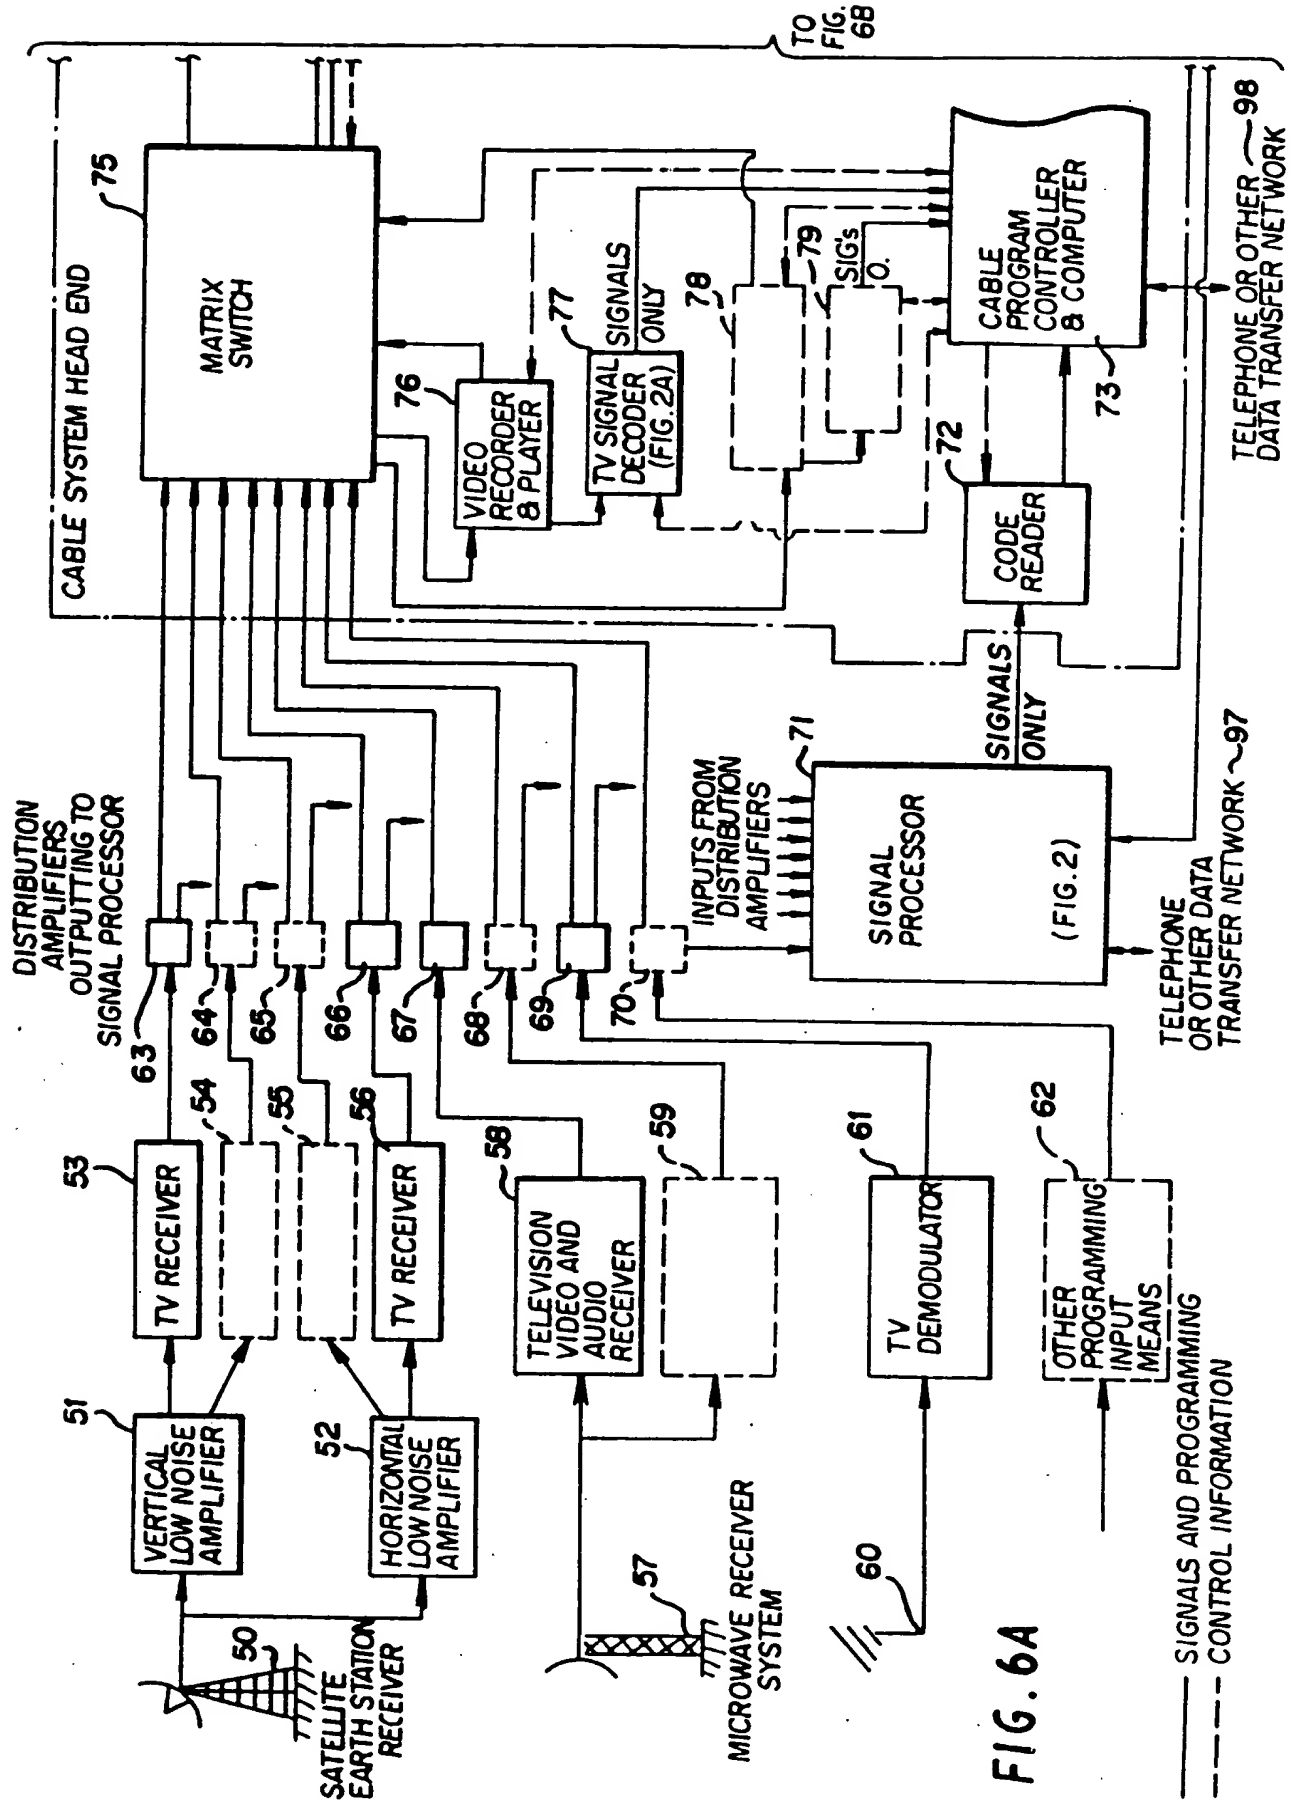 DISTRIBUTION
AMPLIFIERS
OUTPUTTING TO
SIGNAL PROCESSOR
CABLE SYSTEM HEAD END
TO
FIG.
6B
75
MATRIX
SWITCH
63
64
65
66
67
68
69
70
53
TV RECEIVER
54
55
56
TV RECEIVER
51
VERTICAL
LOW NOISE
AMPLIFIER
52
HORIZONTAL
LOW NOISE
AMPLIFIER
50
SATELLITE
EARTH STATION
RECEIVER
76
VIDEO
RECORDER
& PLAYER
77
TV SIGNAL
DECODER
(FIG.2A)
SIGNALS
ONLY
78
79
SIG's
O.
58
TELEVISION
VIDEO AND
AUDIO
RECEIVER
59
57
MICROWAVE RECEIVER
SYSTEM
INPUTS FROM
DISTRIBUTION
AMPLIFIERS
71
SIGNAL
PROCESSOR
(FIG.2)
SIGNALS
ONLY
72
CODE
READER
CABLE
PROGRAM
CONTROLLER
& COMPUTER
73
61
TV
DEMODULATOR
60
62
OTHER
PROGRAMMING
INPUT
MEANS
TELEPHONE
OR OTHER DATA
TRANSFER NETWORK 97
TELEPHONE OR OTHER 98
DATA TRANSFER NETWORK
FIG. 6A
SIGNALS AND PROGRAMMING
CONTROL INFORMATION